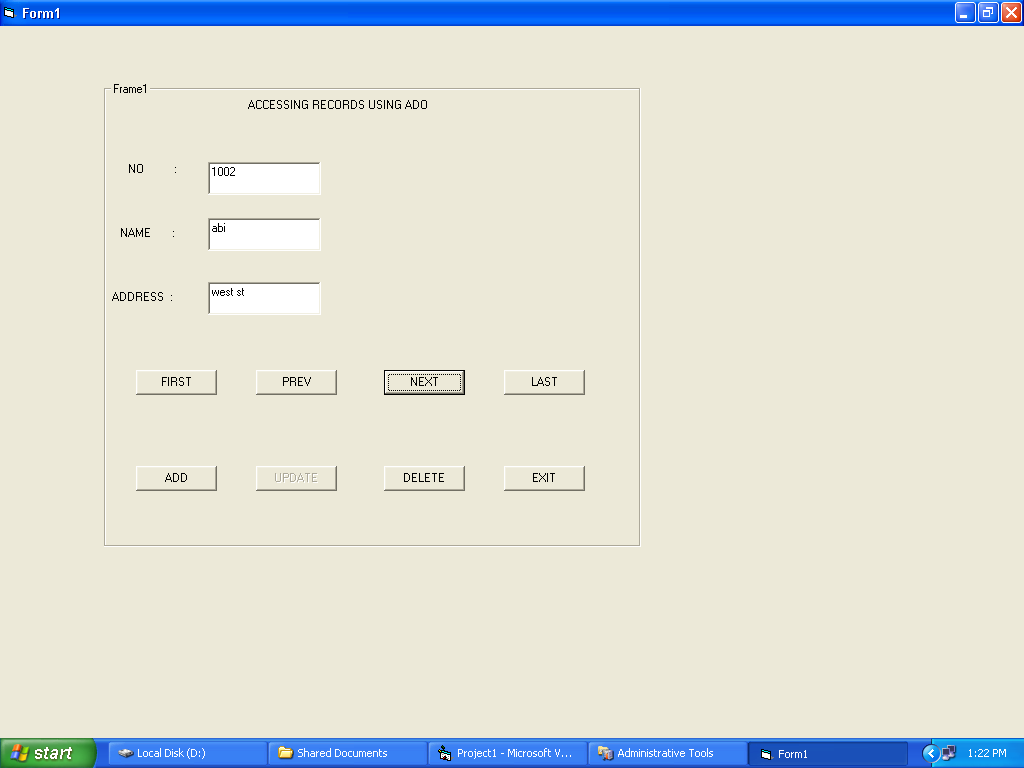 Form1
Frame1
ACCESSING RECORDS USING ADO
NO : 1002
NAME : abi
ADDRESS : west st
FIRST PREV NEXT LAST
ADD UPDATE DELETE EXIT
start Local Disk (D:) Shared Documents Project1 - Microsoft V... Administrative Tools Form1 1:22 PM